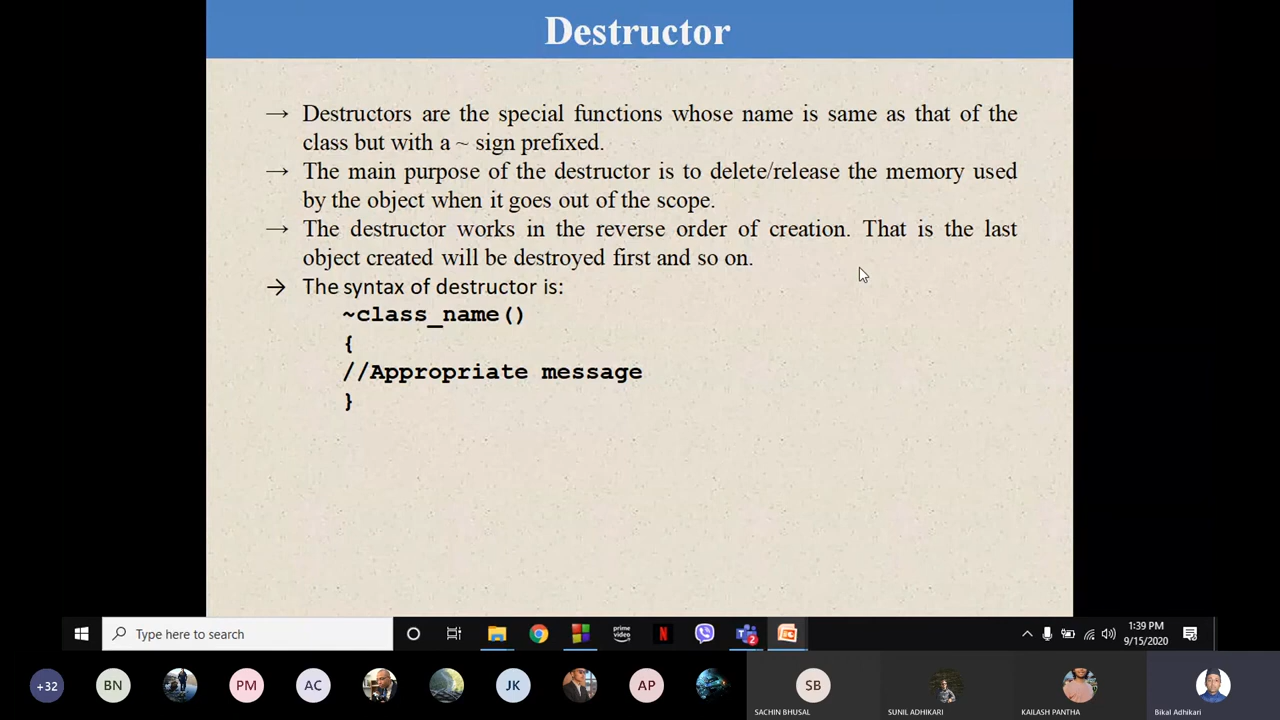 Destructor
→ Destructors are the special functions whose name is same as that of the
class but with a ~ sign prefixed.
→ The main purpose of the destructor is to delete/release the memory used
by the object when it goes out of the scope.
→ The destructor works in the reverse order of creation. That is the last
object created will be destroyed first and so on.
→ The syntax of destructor is:
~class_name()
{
//Appropriate message
}
Type here to search
prime video
N
2
1:39 PM
9/15/2020
+32
BN
PM
AC
JK
AP
SB
SACHIN BHUSAL
SUNIL ADHIKARI
KAILASH PANTHA
Bikal Adhikari